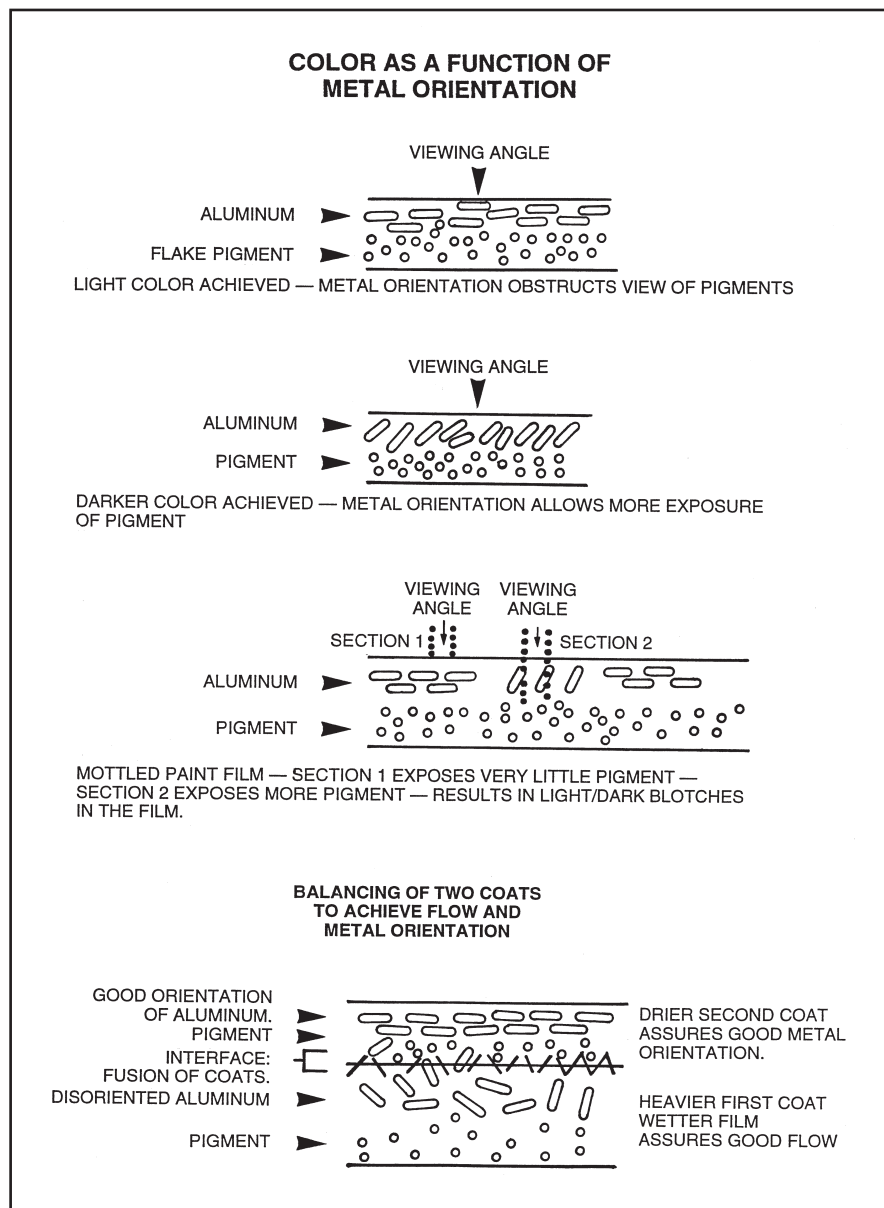 COLOR AS A FUNCTION OF
METAL ORIENTATION
VIEWING ANGLE
ALUMINUM
FLAKE PIGMENT
LIGHT COLOR ACHIEVED — METAL ORIENTATION OBSTRUCTS VIEW OF PIGMENTS
VIEWING ANGLE
ALUMINUM
PIGMENT
DARKER COLOR ACHIEVED — METAL ORIENTATION ALLOWS MORE EXPOSURE
OF PIGMENT
VIEWING
ANGLE
VIEWING
ANGLE
SECTION 1
SECTION 2
ALUMINUM
PIGMENT
MOTTLED PAINT FILM — SECTION 1 EXPOSES VERY LITTLE PIGMENT —
SECTION 2 EXPOSES MORE PIGMENT — RESULTS IN LIGHT/DARK BLOTCHES
IN THE FILM.
BALANCING OF TWO COATS
TO ACHIEVE FLOW AND
METAL ORIENTATION
GOOD ORIENTATION
OF ALUMINUM.
PIGMENT
INTERFACE:
FUSION OF COATS.
DISORIENTED ALUMINUM
PIGMENT
DRIER SECOND COAT
ASSURES GOOD METAL
ORIENTATION.
HEAVIER FIRST COAT
WETTER FILM
ASSURES GOOD FLOW